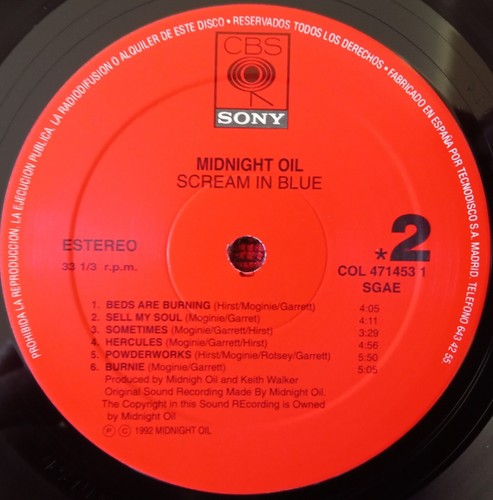 PROHIBIDA LA REPRODUCCION, LA EJECUCION PUBLICA, LA RADIODIFUSION O ALQUILER DE ESTE DISCO • RESERVADOS TODOS LOS DERECHOS • FABRICADO EN ESPAÑA POR TECNODISCO S.A. MADRID. TELEFONO 643 42 55
CBS
SONY
MIDNIGHT OIL
SCREAM IN BLUE
ESTEREO
33 1/3 r.p.m.
*2
COL 471453 1
SGAE
1. BEDS ARE BURNING (Hirst/Moginie/Garrett) 4:05
2. SELL MY SOUL (Moginie/Garret) 4:11
3. SOMETIMES (Moginie/Garrett/Hirst) 3:29
4. HERCULES (Moginie/Garrett/Hirst) 4:56
5. POWDERWORKS (Hirst/Moginie/Rotsey/Garrett) 5:50
6. BURNIE (Moginie/Garrett) 5:05
Produced by Midnigh Oil and Keith Walker
Original Sound Recording Made By Midnight Oil.
The Copyright in this Sound REcording is Owned
by Midnight Oil
Ⓟ Ⓒ 1992 MIDNIGHT OIL